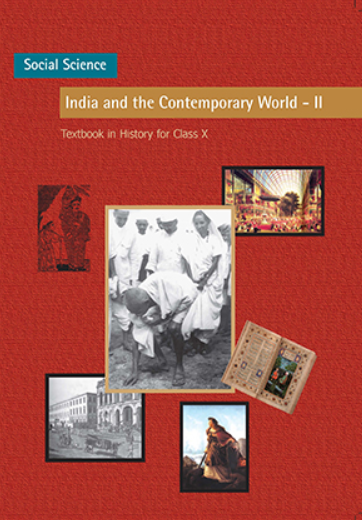 Social Science
India and the Contemporary World - II
Textbook in History for Class X